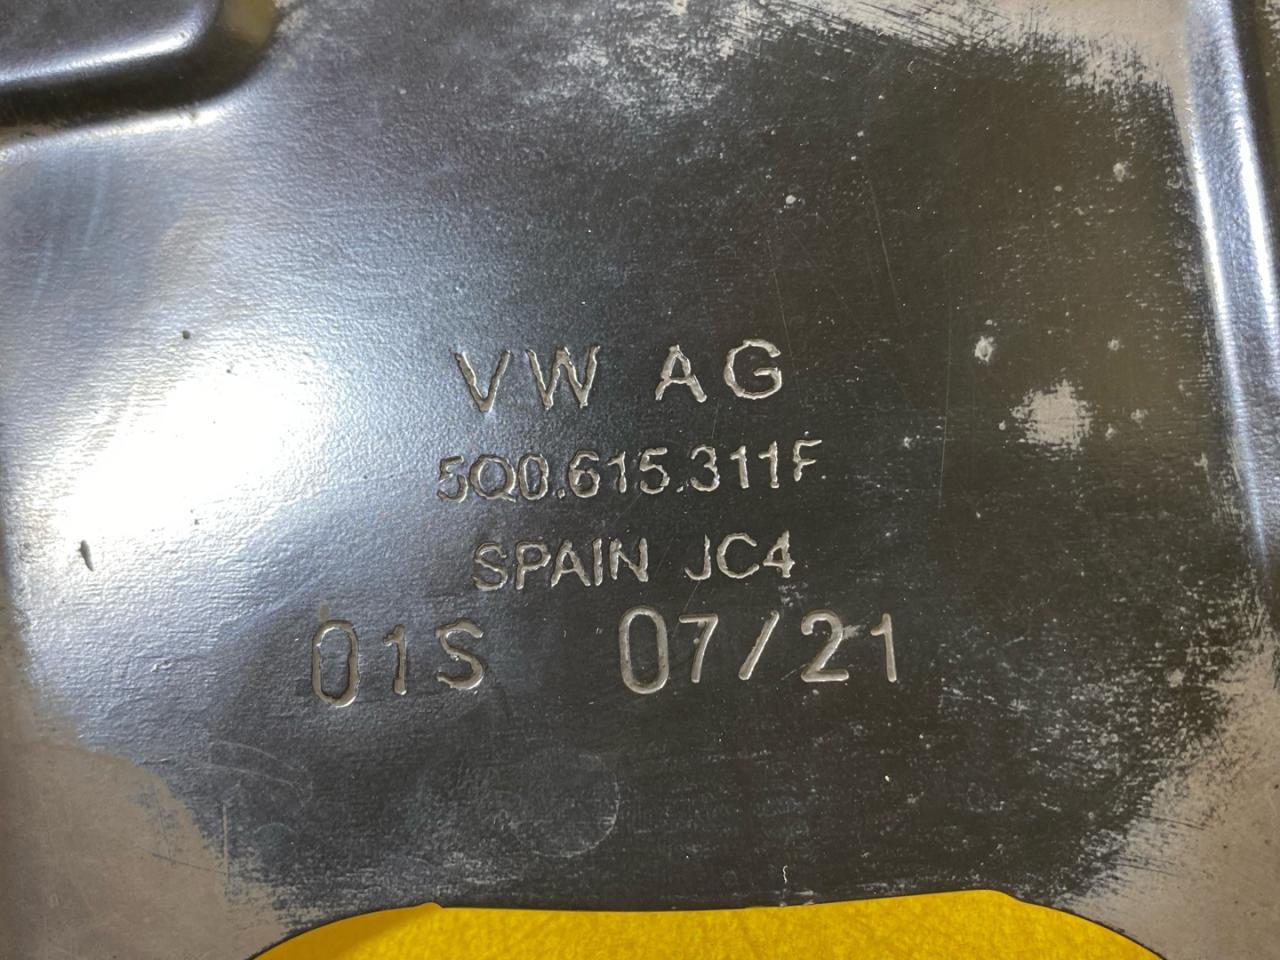 VW AG
5Q0.615.311F
SPAIN JC4
01S 07/21